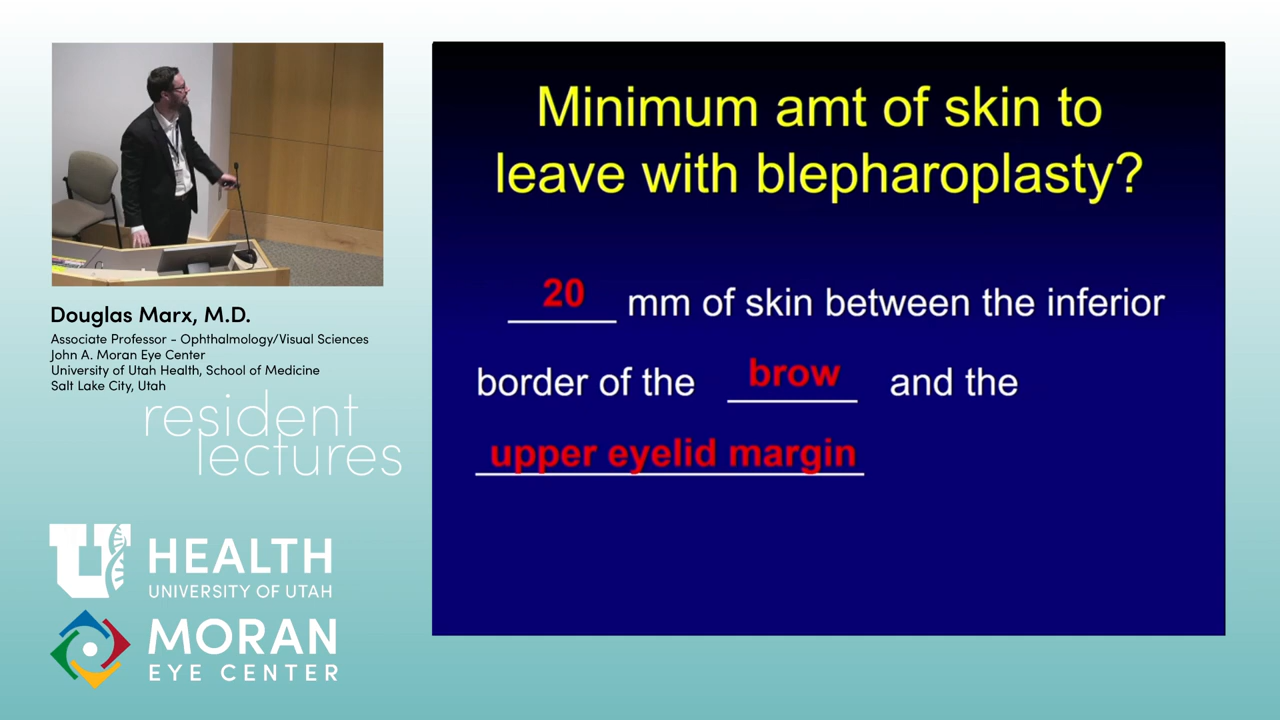 Minimum amt of skin to
leave with blepharoplasty?
20 mm of skin between the inferior
border of the brow and the
upper eyelid margin
Douglas Marx, M.D.
Associate Professor - Ophthalmology/Visual Sciences
John A. Moran Eye Center
University of Utah Health, School of Medicine
Salt Lake City, Utah
resident
lectures
U HEALTH
UNIVERSITY OF UTAH
MORAN
EYE CENTER